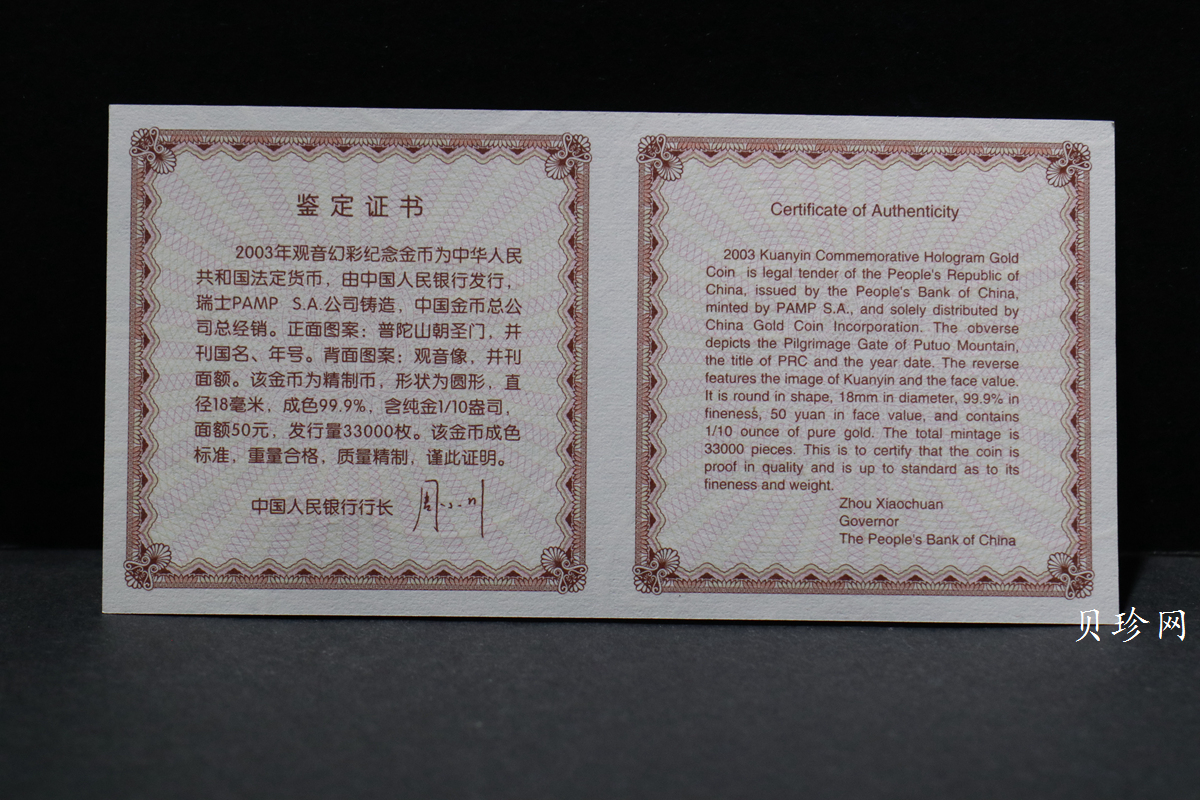 鉴定证书
2003年观音幻彩纪念金币为中华人民
共和国法定货币，由中国人民银行发行，
瑞士PAMP S.A.公司铸造，中国金币总公
司总经销。正面图案：普陀山朝圣门，并
刊国名、年号。背面图案：观音像，并刊
面额。该金币为精制币，形状为圆形，直
径18毫米，成色99.9%，含纯金1/10盎司，
面额50元，发行量33000枚。该金币成色
标准，重量合格，质量精制，谨此证明。
中国人民银行行长 周小川
Certificate of Authenticity
2003 Kuanyin Commemorative Hologram Gold
Coin is legal tender of the People's Republic of
China, issued by the People's Bank of China,
minted by PAMP S.A., and solely distributed by
China Gold Coin Incorporation. The obverse
depicts the Pilgrimage Gate of Putuo Mountain,
the title of PRC and the year date. The reverse
features the image of Kuanyin and the face value.
It is round in shape, 18mm in diameter, 99.9% in
fineness, 50 yuan in face value, and contains
1/10 ounce of pure gold. The total mintage is
33000 pieces. This is to certify that the coin is
proof in quality and is up to standard as to its
fineness and weight.
Zhou Xiaochuan
Governor
The People's Bank of China
贝珍网